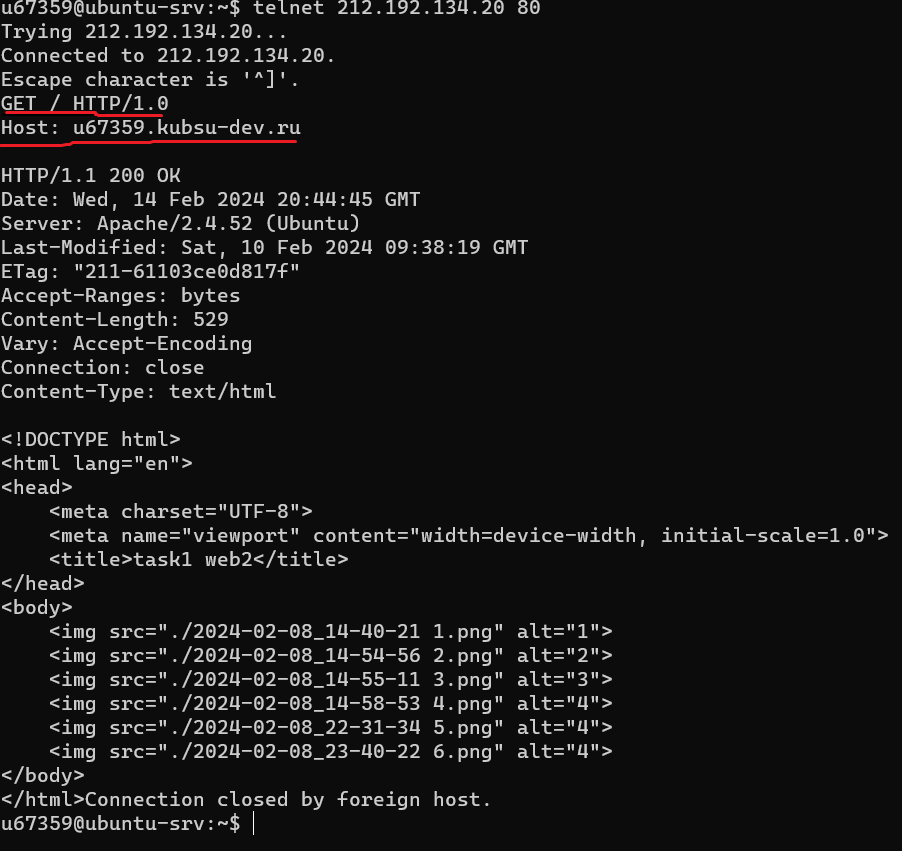 u67359@ubuntu-srv:~$ telnet 212.192.134.20 80
Trying 212.192.134.20...
Connected to 212.192.134.20.
Escape character is '^]'.
GET / HTTP/1.0
Host: u67359.kubsu-dev.ru

HTTP/1.1 200 OK
Date: Wed, 14 Feb 2024 20:44:45 GMT
Server: Apache/2.4.52 (Ubuntu)
Last-Modified: Sat, 10 Feb 2024 09:38:19 GMT
ETag: "211-61103ce0d817f"
Accept-Ranges: bytes
Content-Length: 529
Vary: Accept-Encoding
Connection: close
Content-Type: text/html

<!DOCTYPE html>
<html lang="en">
<head>
    <meta charset="UTF-8">
    <meta name="viewport" content="width=device-width, initial-scale=1.0">
    <title>task1 web2</title>
</head>
<body>
    <img src="./2024-02-08_14-40-21 1.png" alt="1">
    <img src="./2024-02-08_14-54-56 2.png" alt="2">
    <img src="./2024-02-08_14-55-11 3.png" alt="3">
    <img src="./2024-02-08_14-58-53 4.png" alt="4">
    <img src="./2024-02-08_22-31-34 5.png" alt="4">
    <img src="./2024-02-08_23-40-22 6.png" alt="4">
</body>
</html>Connection closed by foreign host.
u67359@ubuntu-srv:~$